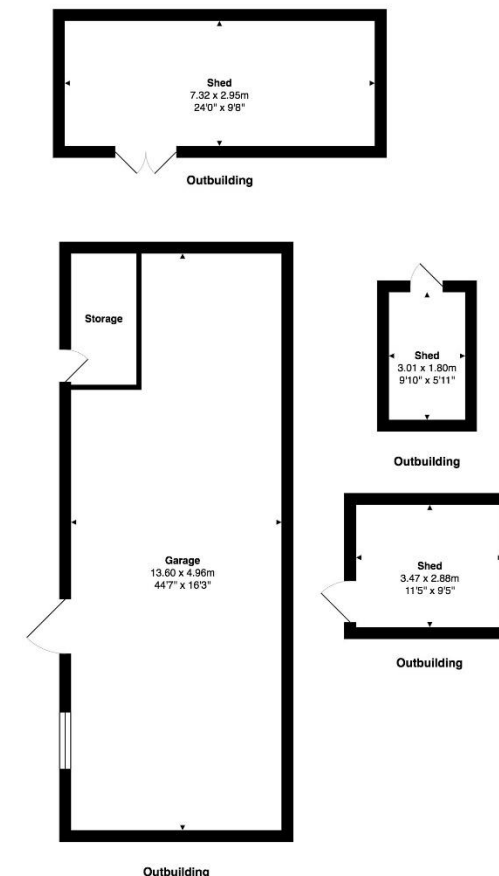 Shed
7.32 x 2.95m
24'0" x 9'8"
Outbuilding
Storage
Shed
3.01 x 1.80m
9'10" x 5'11"
Outbuilding
Garage
13.60 x 4.96m
44'7" x 16'3"
Shed
3.47 x 2.88m
11'5" x 9'5"
Outbuilding
Outbuilding